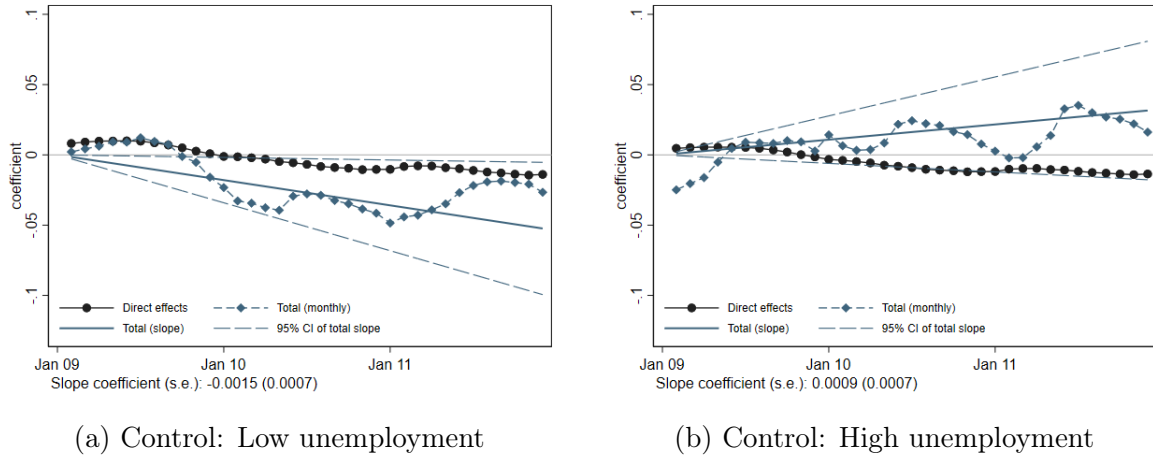 .1
.05
0
-.05
-.1
coefficient
Direct effects
Total (monthly)
Total (slope)
95% CI of total slope
Jan 09
Jan 10
Jan 11
Slope coefficient (s.e.): -0.0015 (0.0007)
(a) Control: Low unemployment
.1
.05
0
-.05
-.1
coefficient
Direct effects
Total (monthly)
Total (slope)
95% CI of total slope
Jan 09
Jan 10
Jan 11
Slope coefficient (s.e.): 0.0009 (0.0007)
(b) Control: High unemployment